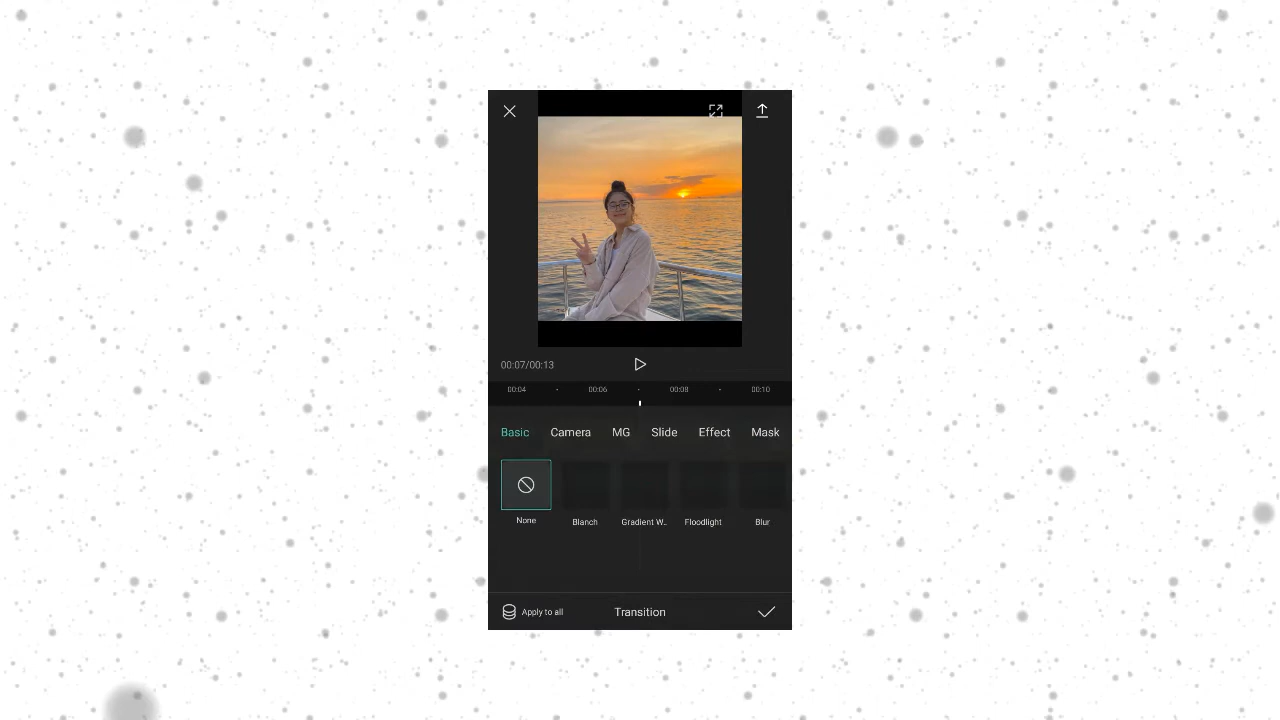 00:07/00:13
00:04 00:06 00:08 00:10
Basic Camera MG Slide Effect Mask
None Blanch Gradient W.. Floodlight Blur
Apply to all Transition